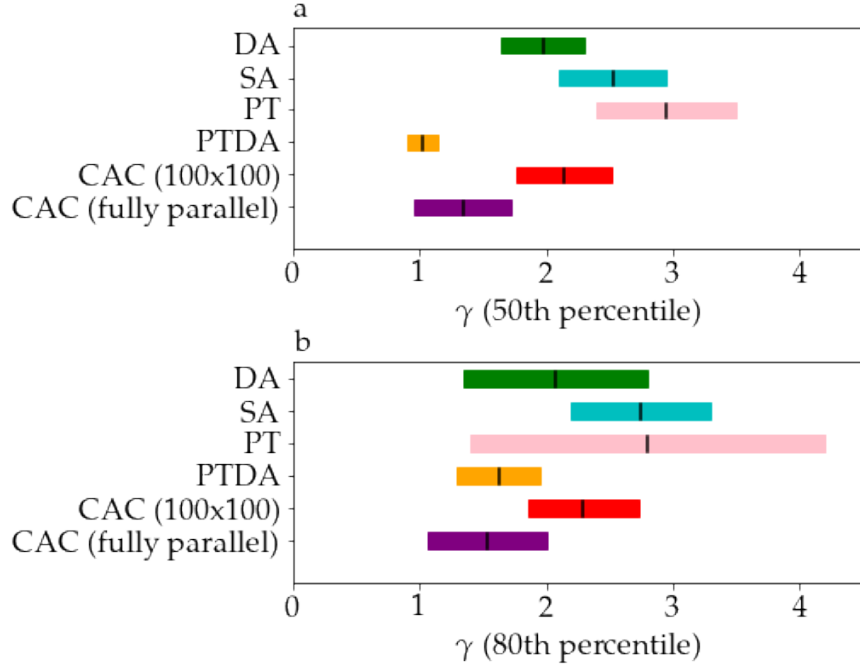 a
DA
SA
PT
PTDA
CAC (100x100)
CAC (fully parallel)
0 1 2 3 4
γ (50th percentile)
b
DA
SA
PT
PTDA
CAC (100x100)
CAC (fully parallel)
0 1 2 3 4
γ (80th percentile)